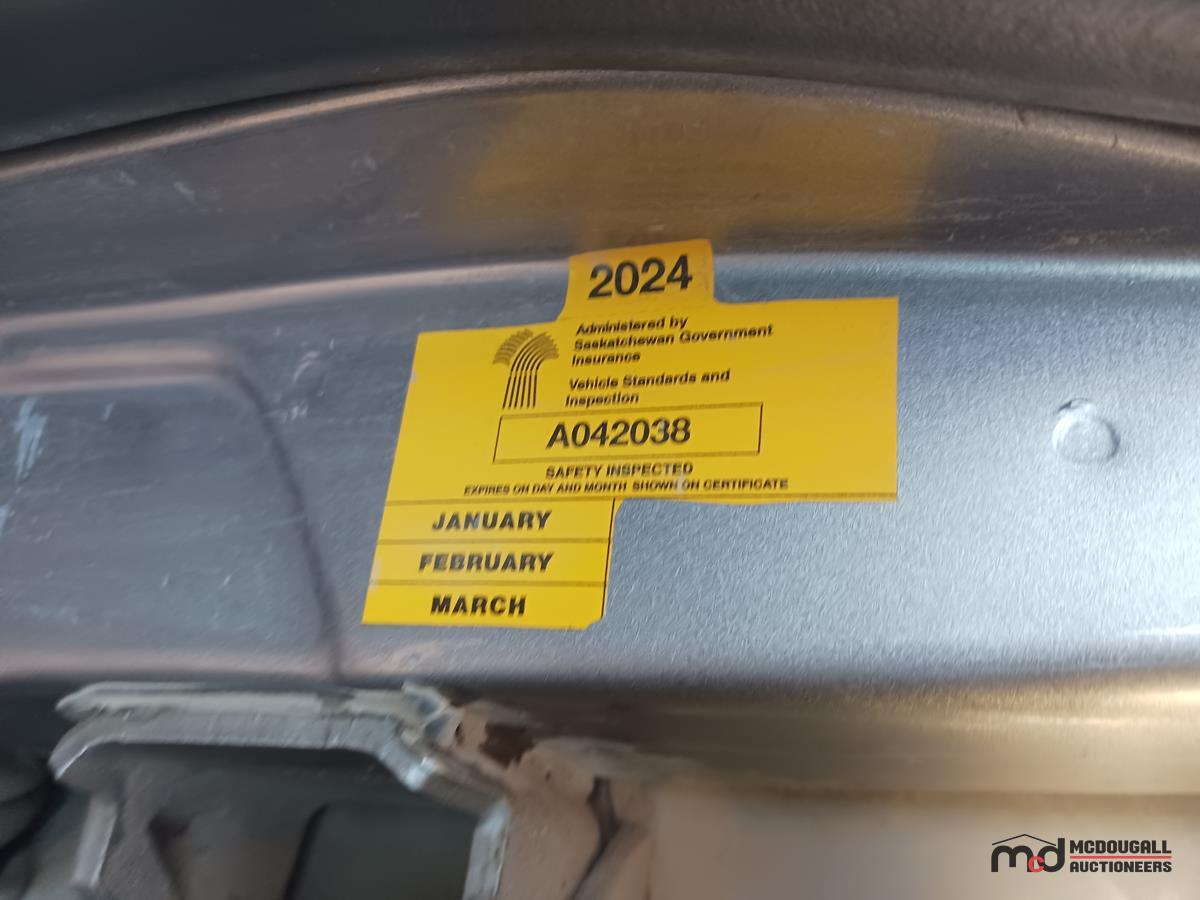 2024
Administered by
Saskatchewan Government
Insurance
Vehicle Standards and
Inspection
A042038
SAFETY INSPECTED
EXPIRES ON DAY AND MONTH SHOWN ON CERTIFICATE
JANUARY
FEBRUARY
MARCH
mcd MCDOUGALL
AUCTIONEERS